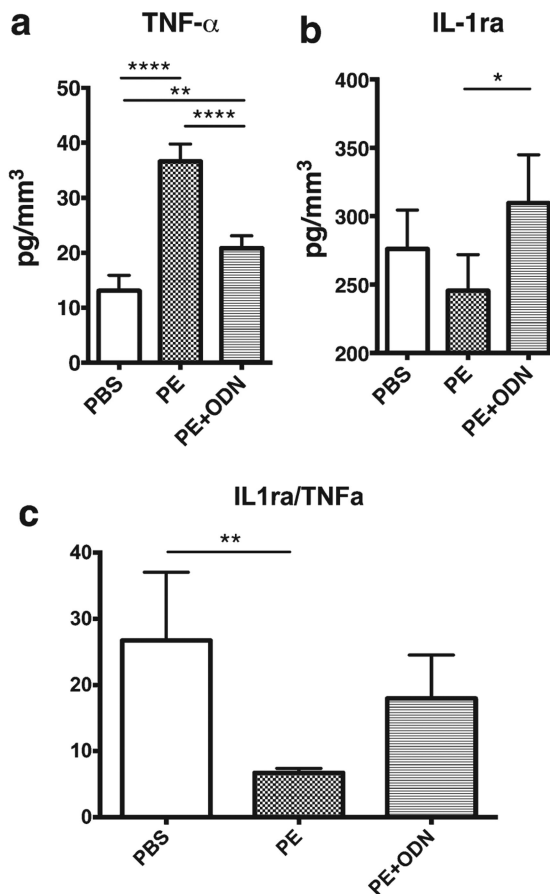 a
TNF-α
****
**
****
50
40
30
20
10
0
pg/mm³
PBS
PE
PE+ODN
b
IL-1ra
*
400
350
300
250
200
pg/mm³
PBS
PE
PE+ODN
c
IL1ra/TNFa
**
40
30
20
10
0
PBS
PE
PE+ODN